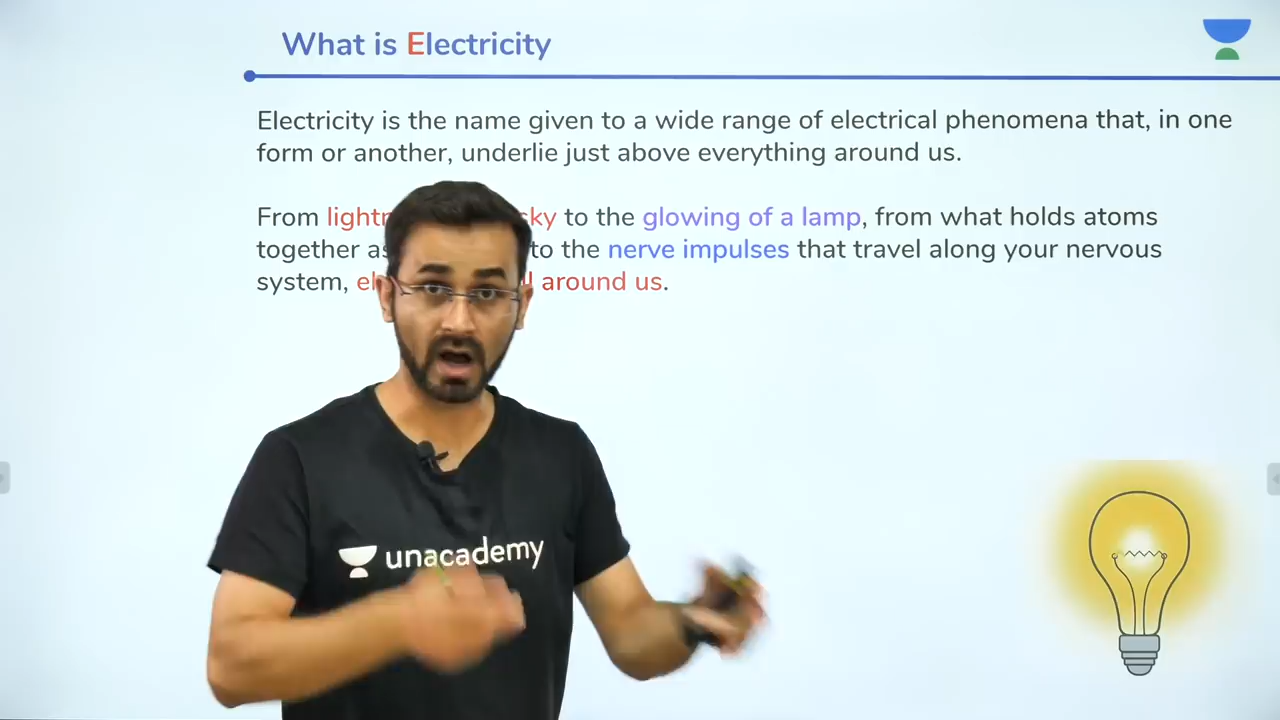 What is Electricity
Electricity is the name given to a wide range of electrical phenomena that, in one
form or another, underlie just above everything around us.
From sky to the glowing of a lamp, from what holds atoms
together to the nerve impulses that travel along your nervous
system, around us.
unacademy